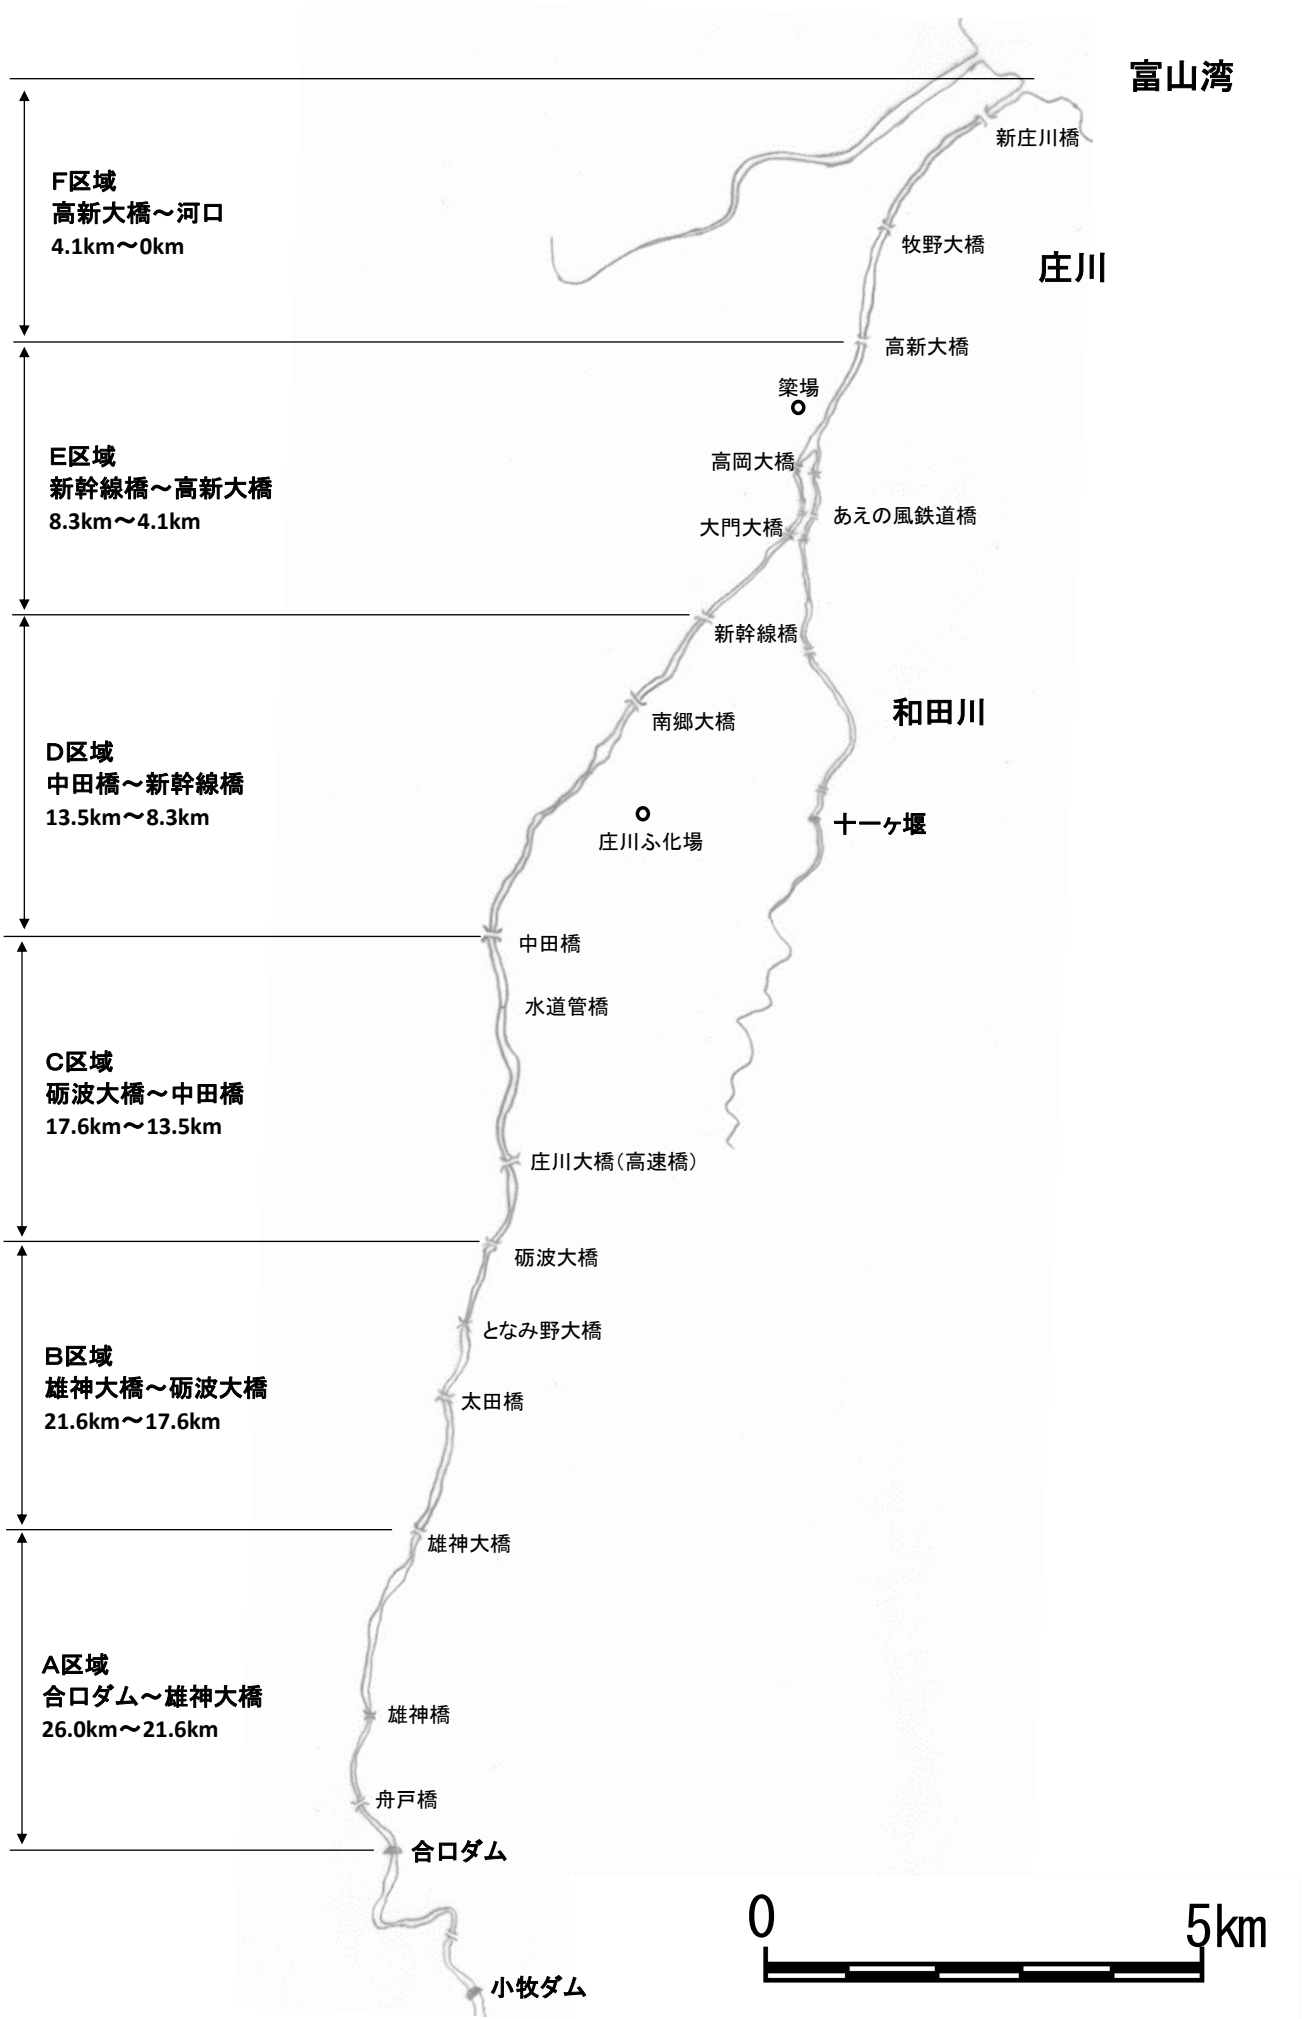 富山湾
新庄川橋
F区域
高新大橋～河口
4.1km～0km
牧野大橋
庄川
高新大橋
簗場
E区域
新幹線橋～高新大橋
8.3km～4.1km
高岡大橋
あえの風鉄道橋
大門大橋
新幹線橋
和田川
南郷大橋
D区域
中田橋～新幹線橋
13.5km～8.3km
庄川ふ化場
十一ヶ堰
中田橋
水道管橋
C区域
砺波大橋～中田橋
17.6km～13.5km
庄川大橋（高速橋）
砺波大橋
となみ野大橋
B区域
雄神大橋～砺波大橋
21.6km～17.6km
太田橋
雄神大橋
A区域
合口ダム～雄神大橋
26.0km～21.6km
雄神橋
舟戸橋
合口ダム
0 5km
小牧ダム